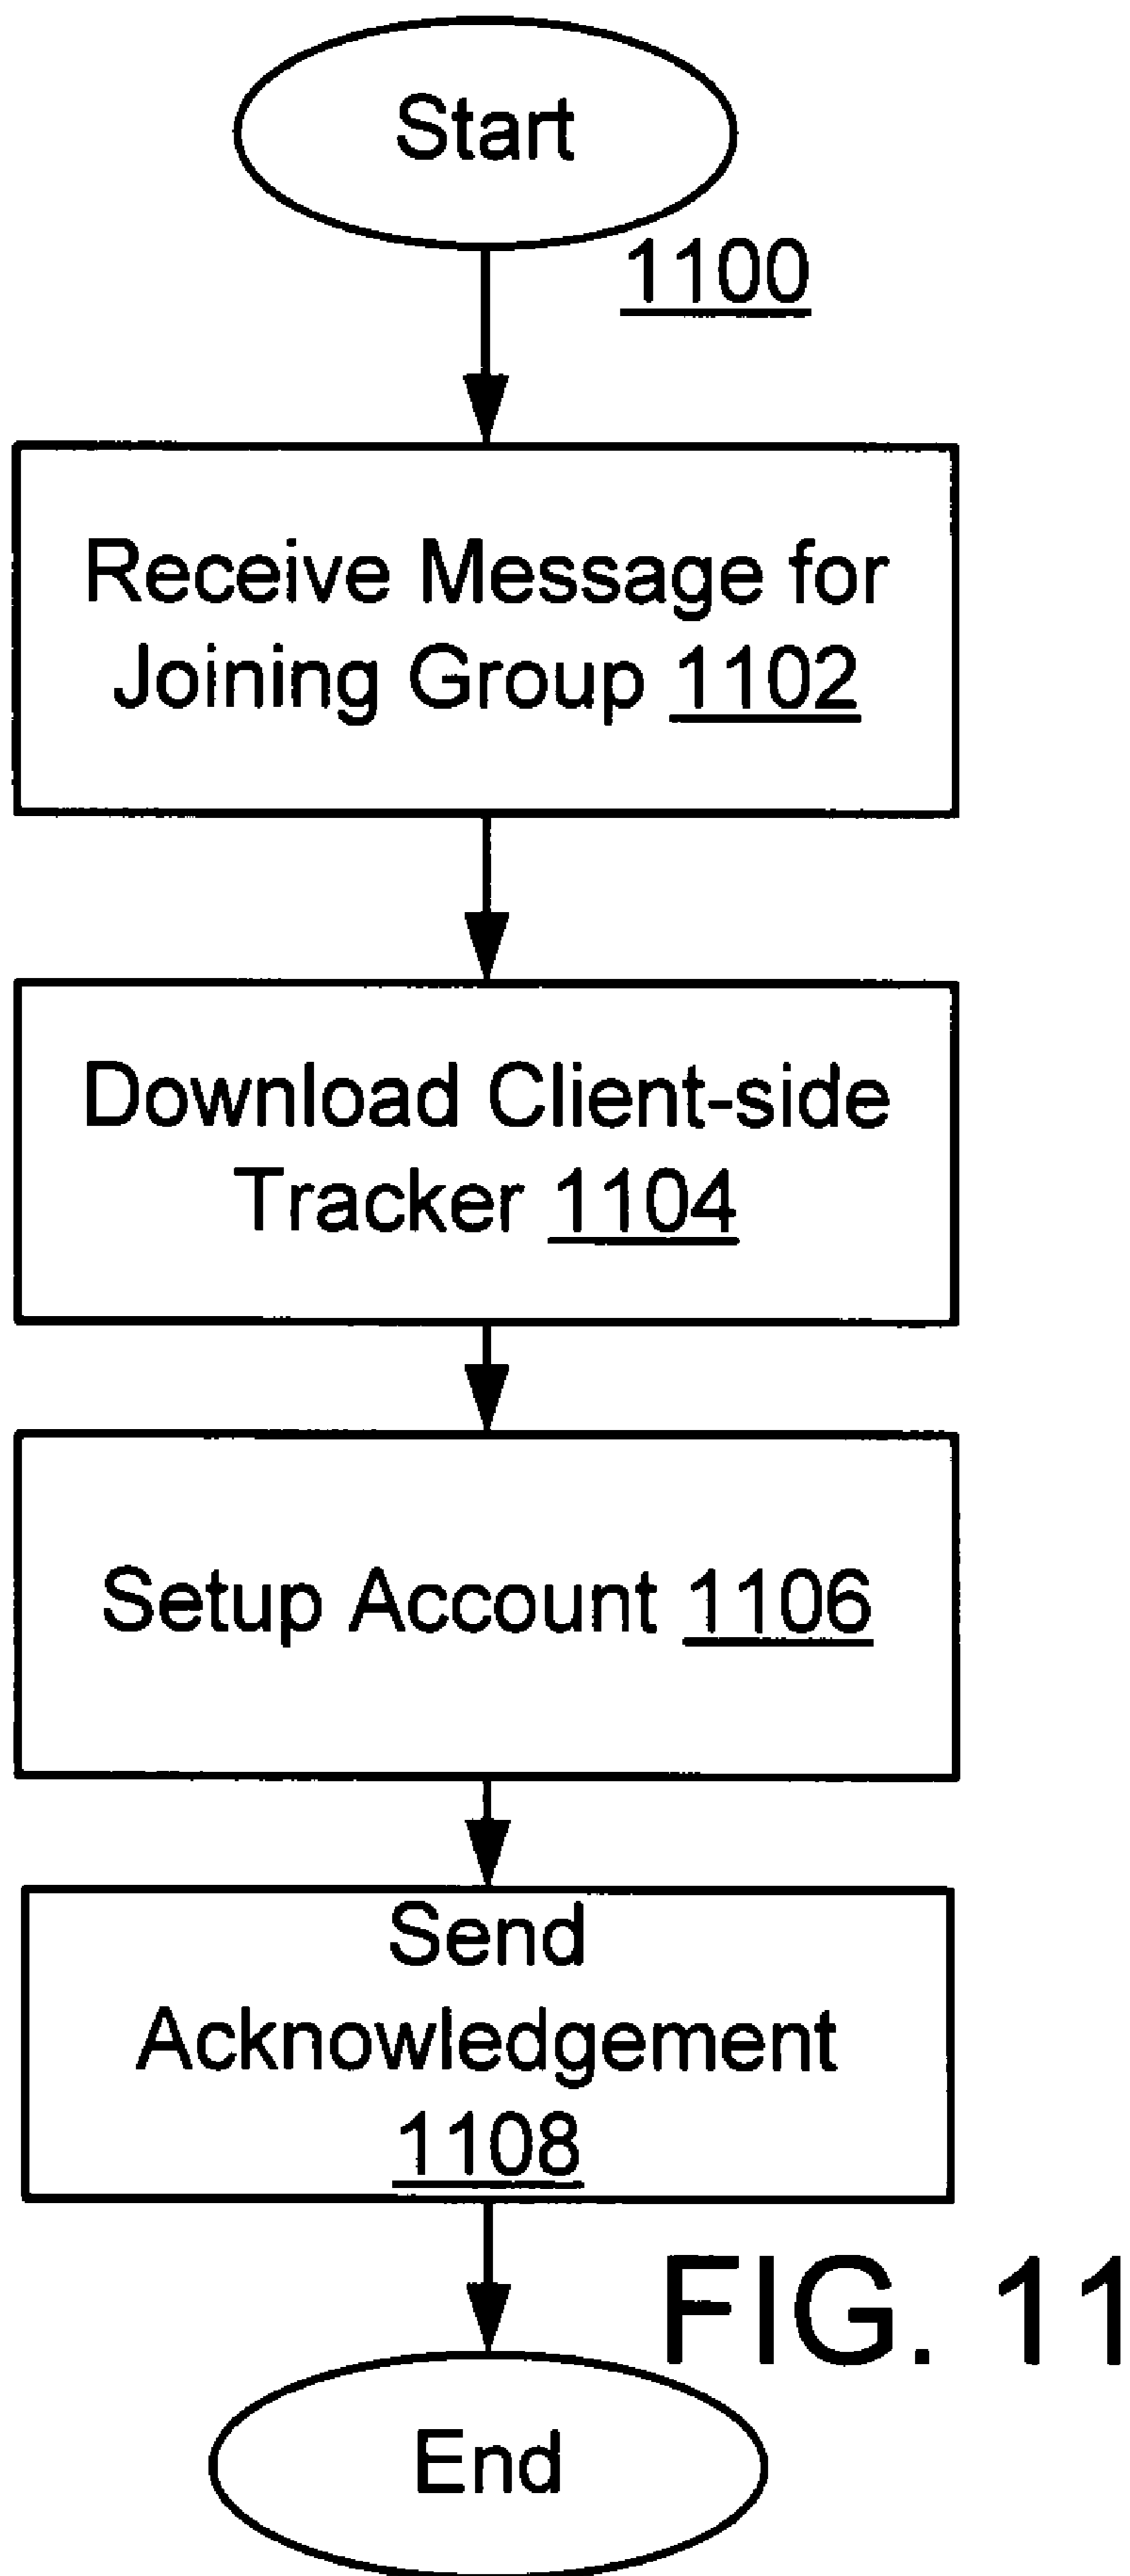 Start
1100
Receive Message for
Joining Group 1102
Download Client-side
Tracker 1104
Setup Account 1106
Send
Acknowledgement
1108
FIG. 11
End